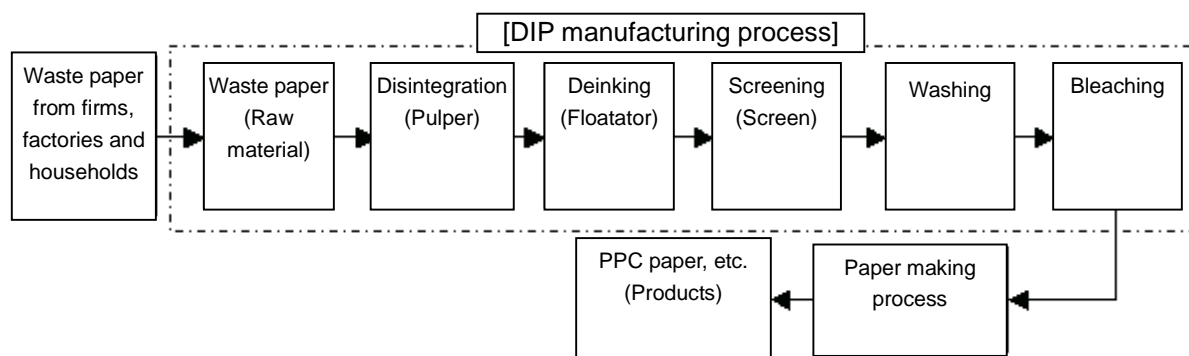 [DIP manufacturing process]
Waste paper
from firms,
factories and
households
Waste paper
(Raw
material)
Disintegration
(Pulper)
Deinking
(Floatator)
Screening
(Screen)
Washing
Bleaching
PPC paper, etc.
(Products)
Paper making
process